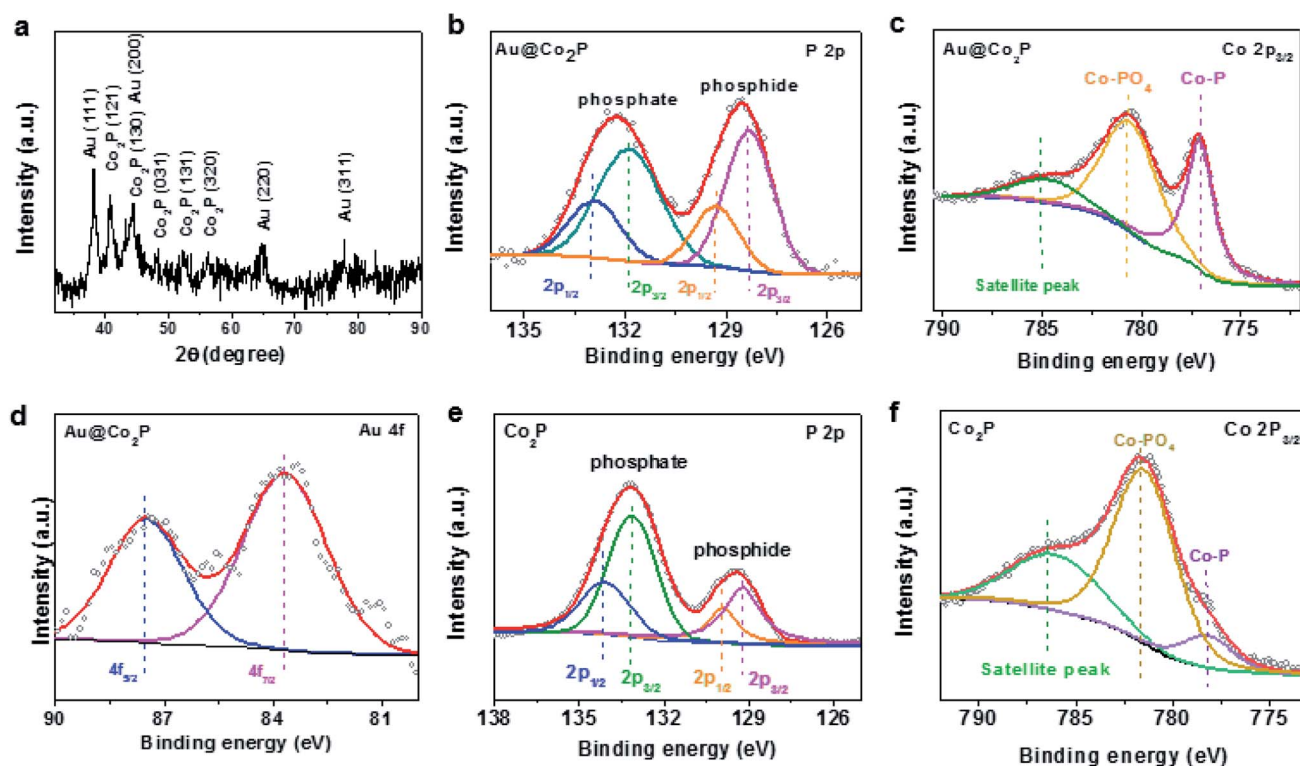 a
Intensity (a.u.)
Au (111)
Co₂P (121)
Co₂P (130) Au (200)
Co₂P (031)
Co₂P (131)
Co₂P (320)
Au (220)
Au (311)
40 50 60 70 80 90
2θ (degree)
b
Au@Co₂P P 2p
phosphate phosphide
Intensity (a.u.)
2p₁/₂ 2p₃/₂ 2p₁/₂ 2p₃/₂
135 132 129 126
Binding energy (eV)
c
Au@Co₂P Co 2p₃/₂
Co-PO₄ Co-P
Intensity (a.u.)
Satellite peak
790 785 780 775
Binding energy (eV)
d
Au@Co₂P Au 4f
Intensity (a.u.)
4f₅/₂ 4f₇/₂
90 87 84 81
Binding energy (eV)
e
Co₂P P 2p
phosphate
phosphide
Intensity (a.u.)
2p₁/₂ 2p₃/₂ 2p₁/₂ 2p₃/₂
138 135 132 129 126
Binding energy (eV)
f
Co₂P Co 2P₃/₂
Co-PO₄
Co-P
Intensity (a.u.)
Satellite peak
790 785 780 775
Binding energy (eV)